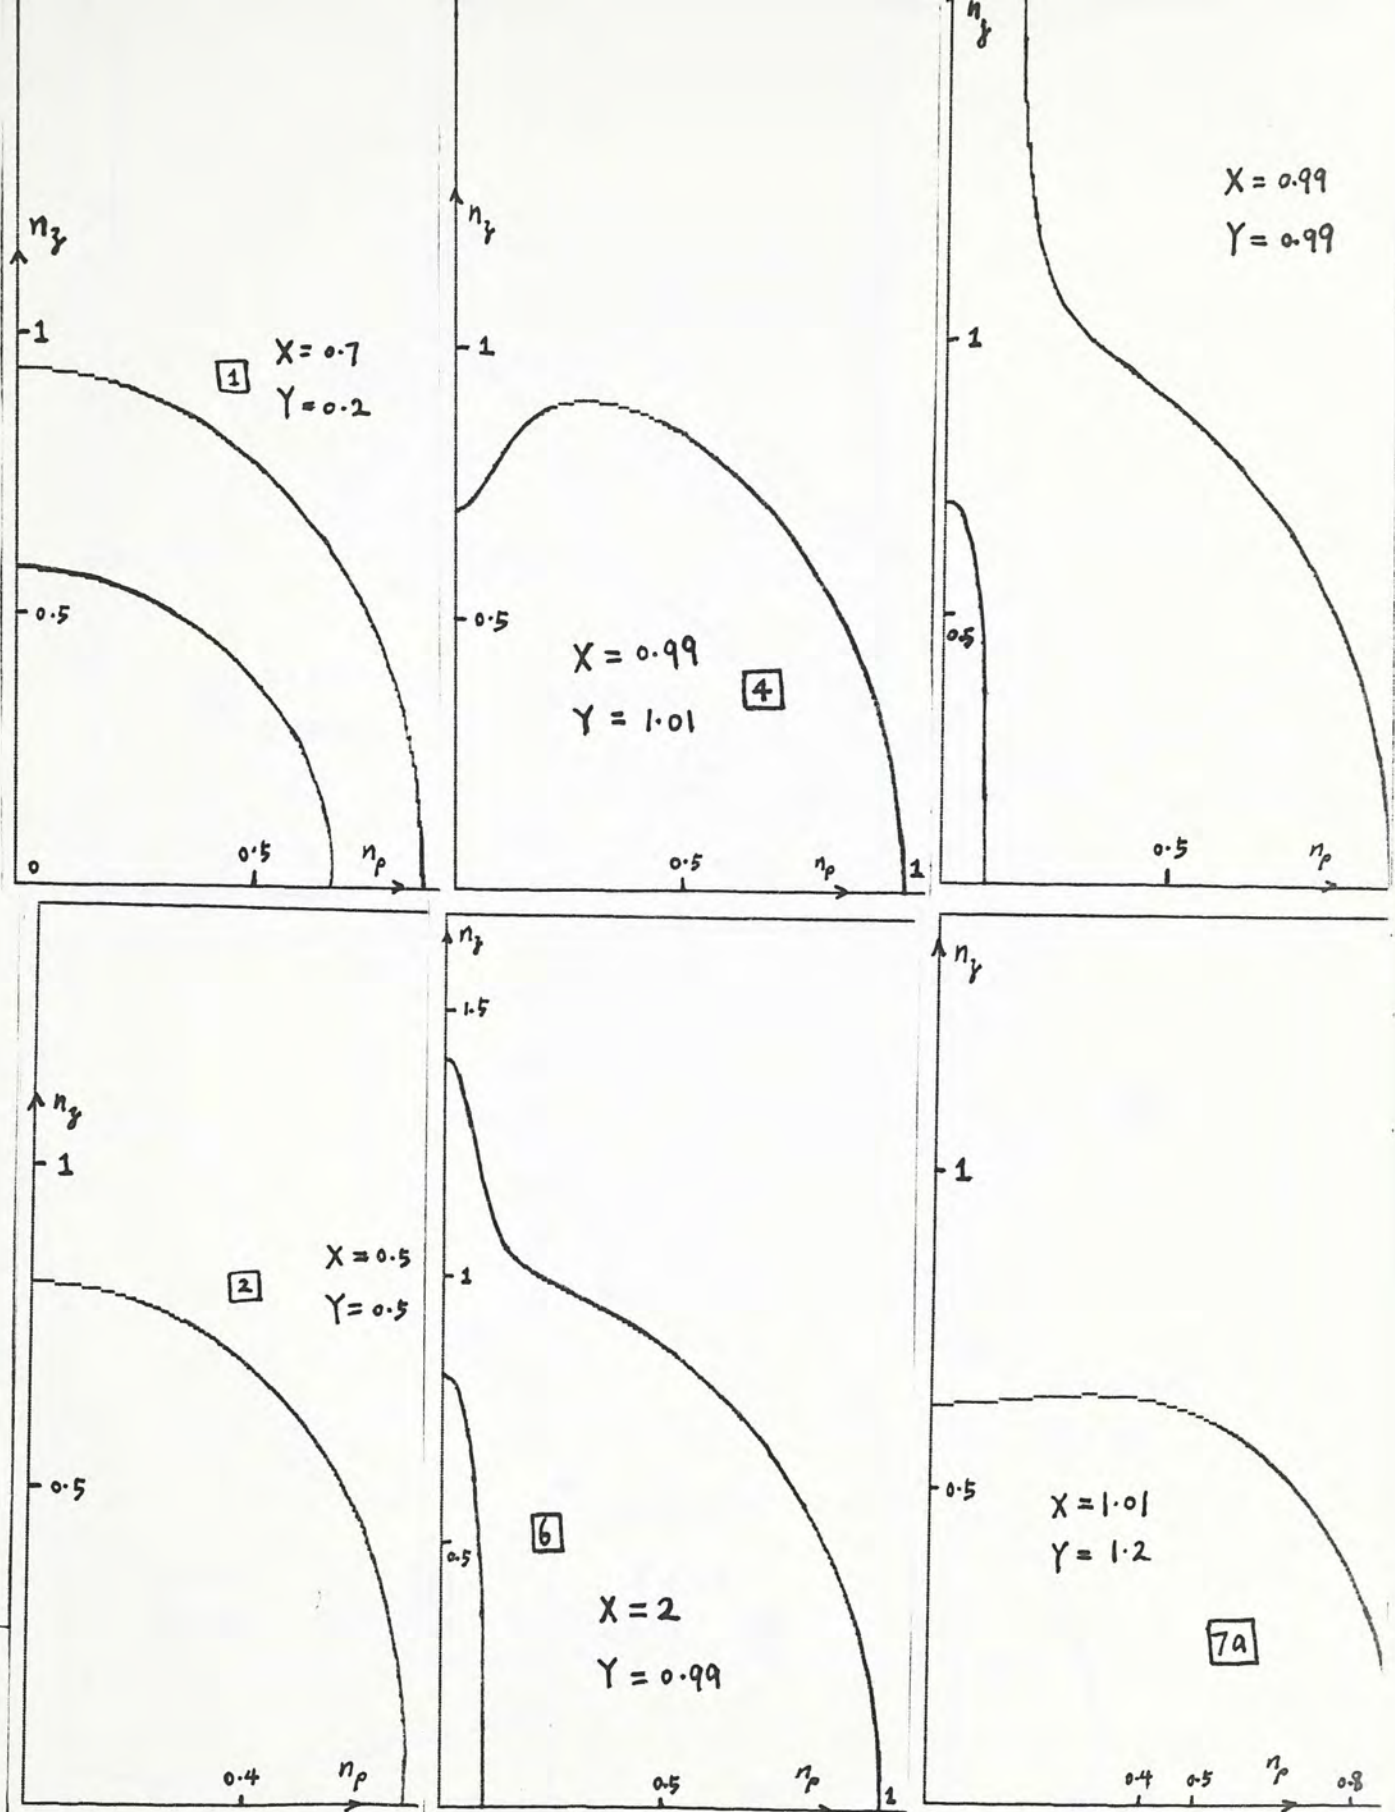 n_z
1
1
X = 0.7
Y = 0.2
0.5
0
0.5
n_ρ
n_z
1
0.5
X = 0.99
4
Y = 1.01
0.5
n_ρ
1
n_z
X = 0.99
Y = 0.99
1
0.5
0.5
n_ρ
n_z
1
X = 0.5
2
Y = 0.5
0.5
0.4
n_ρ
n_z
1.5
1
0.5
6
X = 2
Y = 0.99
0.5
n_ρ
1
n_z
1
0.5
X = 1.01
Y = 1.2
7a
0.4
0.5
n_ρ
0.8